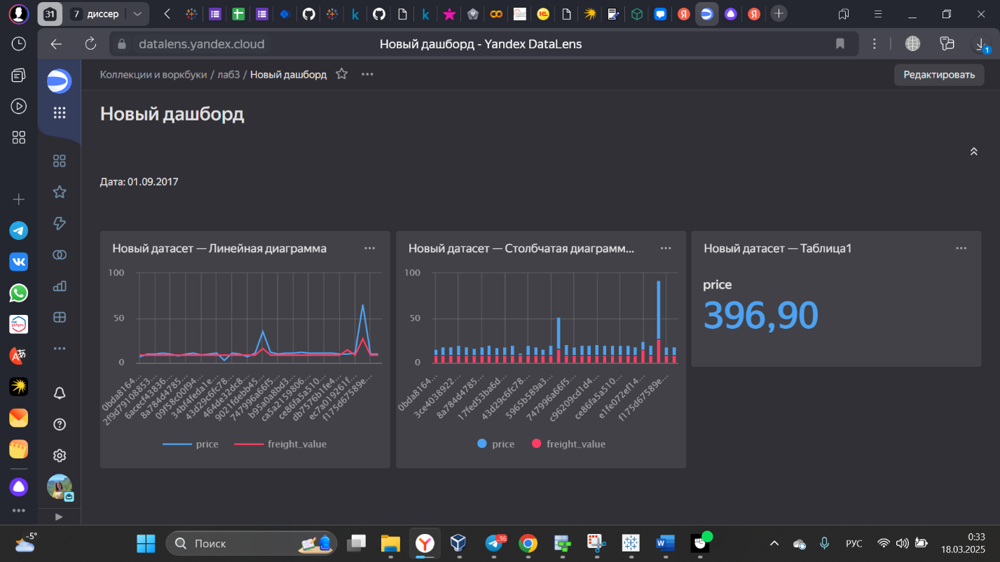 31
7 диссер
datalens.yandex.cloud
Новый дашборд - Yandex DataLens
1
Коллекции и воркбуки / лаб3 / Новый дашборд
Редактировать
Новый дашборд
Дата: 01.09.2017
Новый датасет — Линейная диаграмма
100
50
0
0bda8164...
2f9d79108853...
6acecf43836...
8a784d4785...
09f58c00f94...
34bf4feda1e...
43d29c6fc78...
464de32dc8...
9021fdebb45...
747996a66f5...
b95a0a8bd3...
ca5a2159806...
ce86fa5a510...
db7576b1fe4...
ec7a019261f...
f175d67589e...
price
freight_value
Новый датасет — Столбчатая диаграмм...
100
50
0
0bda8164...
3ce4038922...
8a784d4785...
17fed53ba6d...
43d29c6fc78...
5965b589a3...
747996a66f5...
c96209cd1d4...
ce86fa5a510...
e1fe072ef14...
f175d67589e...
price
freight_value
Новый датасет — Таблица1
price
396,90
-5°
Поиск
96
РУС
0:33
18.03.2025